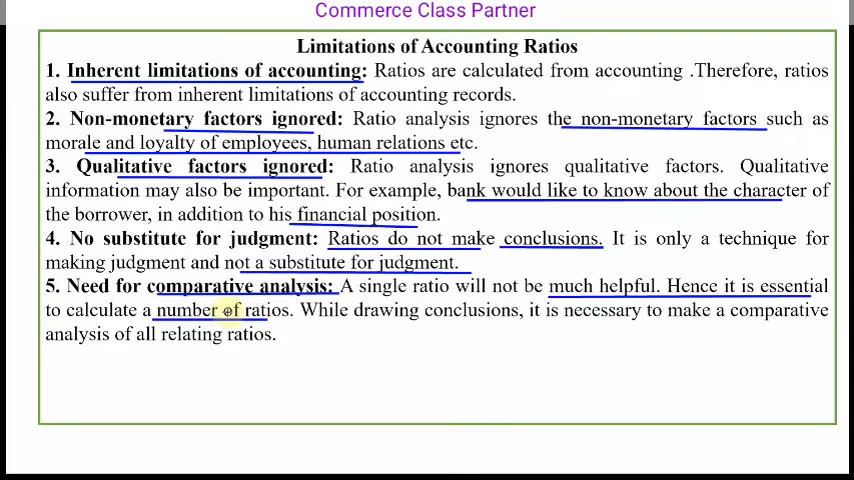 Commerce Class Partner
Limitations of Accounting Ratios
1. Inherent limitations of accounting: Ratios are calculated from accounting .Therefore, ratios
also suffer from inherent limitations of accounting records.
2. Non-monetary factors ignored: Ratio analysis ignores the non-monetary factors such as
morale and loyalty of employees, human relations etc.
3. Qualitative factors ignored: Ratio analysis ignores qualitative factors. Qualitative
information may also be important. For example, bank would like to know about the character of
the borrower, in addition to his financial position.
4. No substitute for judgment: Ratios do not make conclusions. It is only a technique for
making judgment and not a substitute for judgment.
5. Need for comparative analysis: A single ratio will not be much helpful. Hence it is essential
to calculate a number of ratios. While drawing conclusions, it is necessary to make a comparative
analysis of all relating ratios.